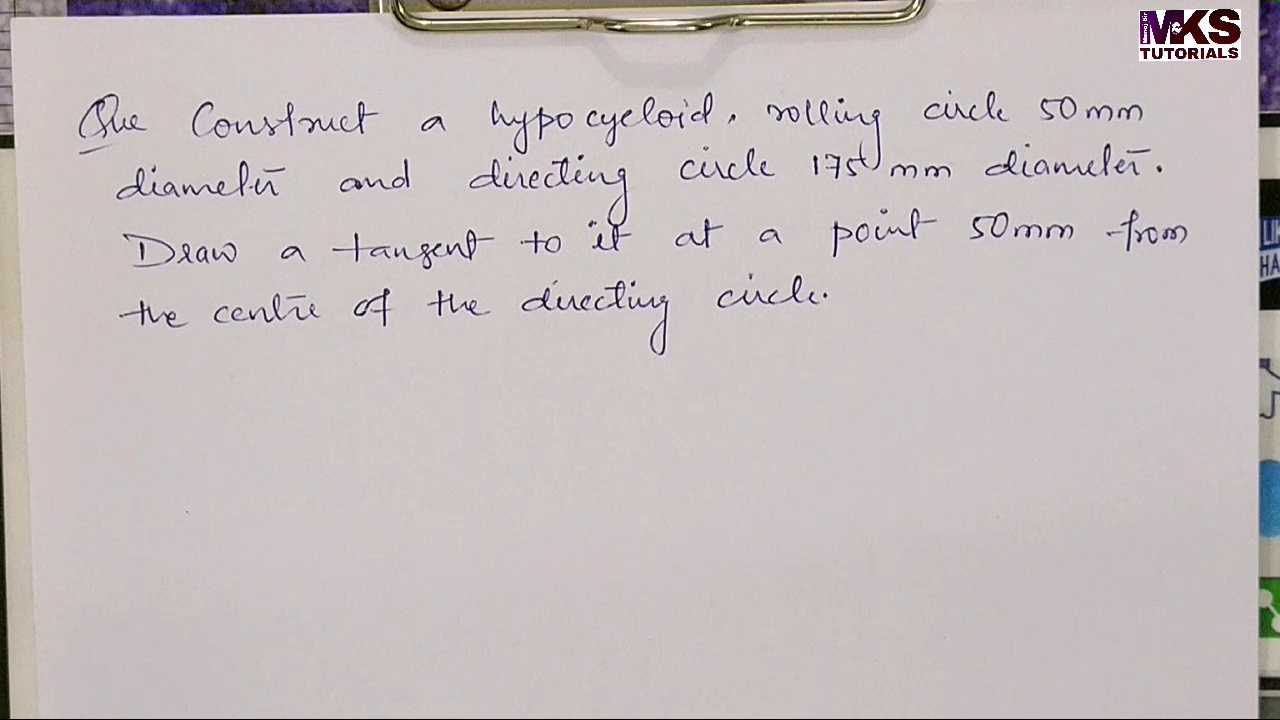 MKS
TUTORIALS
Que Construct a hypocycloid, rolling circle 50mm
diameter and directing circle 175 mm diameter.
Draw a tangent to it at a point 50mm from
the centre of the directing circle.